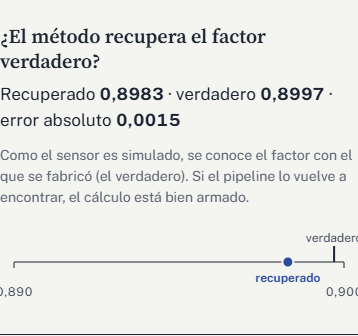 ¿El método recupera el factor
verdadero?
Recuperado 0,8983 · verdadero 0,8997 ·
error absoluto 0,0015
Como el sensor es simulado, se conoce el factor con el
que se fabricó (el verdadero). Si el pipeline lo vuelve a
encontrar, el cálculo está bien armado.
verdadero
recuperado
0,890
0,900